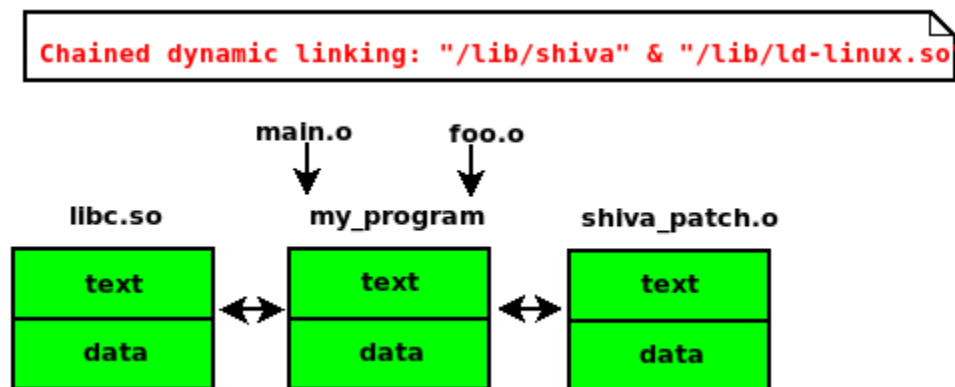 Chained dynamic linking: "/lib/shiva" & "/lib/ld-linux.so
main.o foo.o
libc.so my_program shiva_patch.o
text text text
data data data